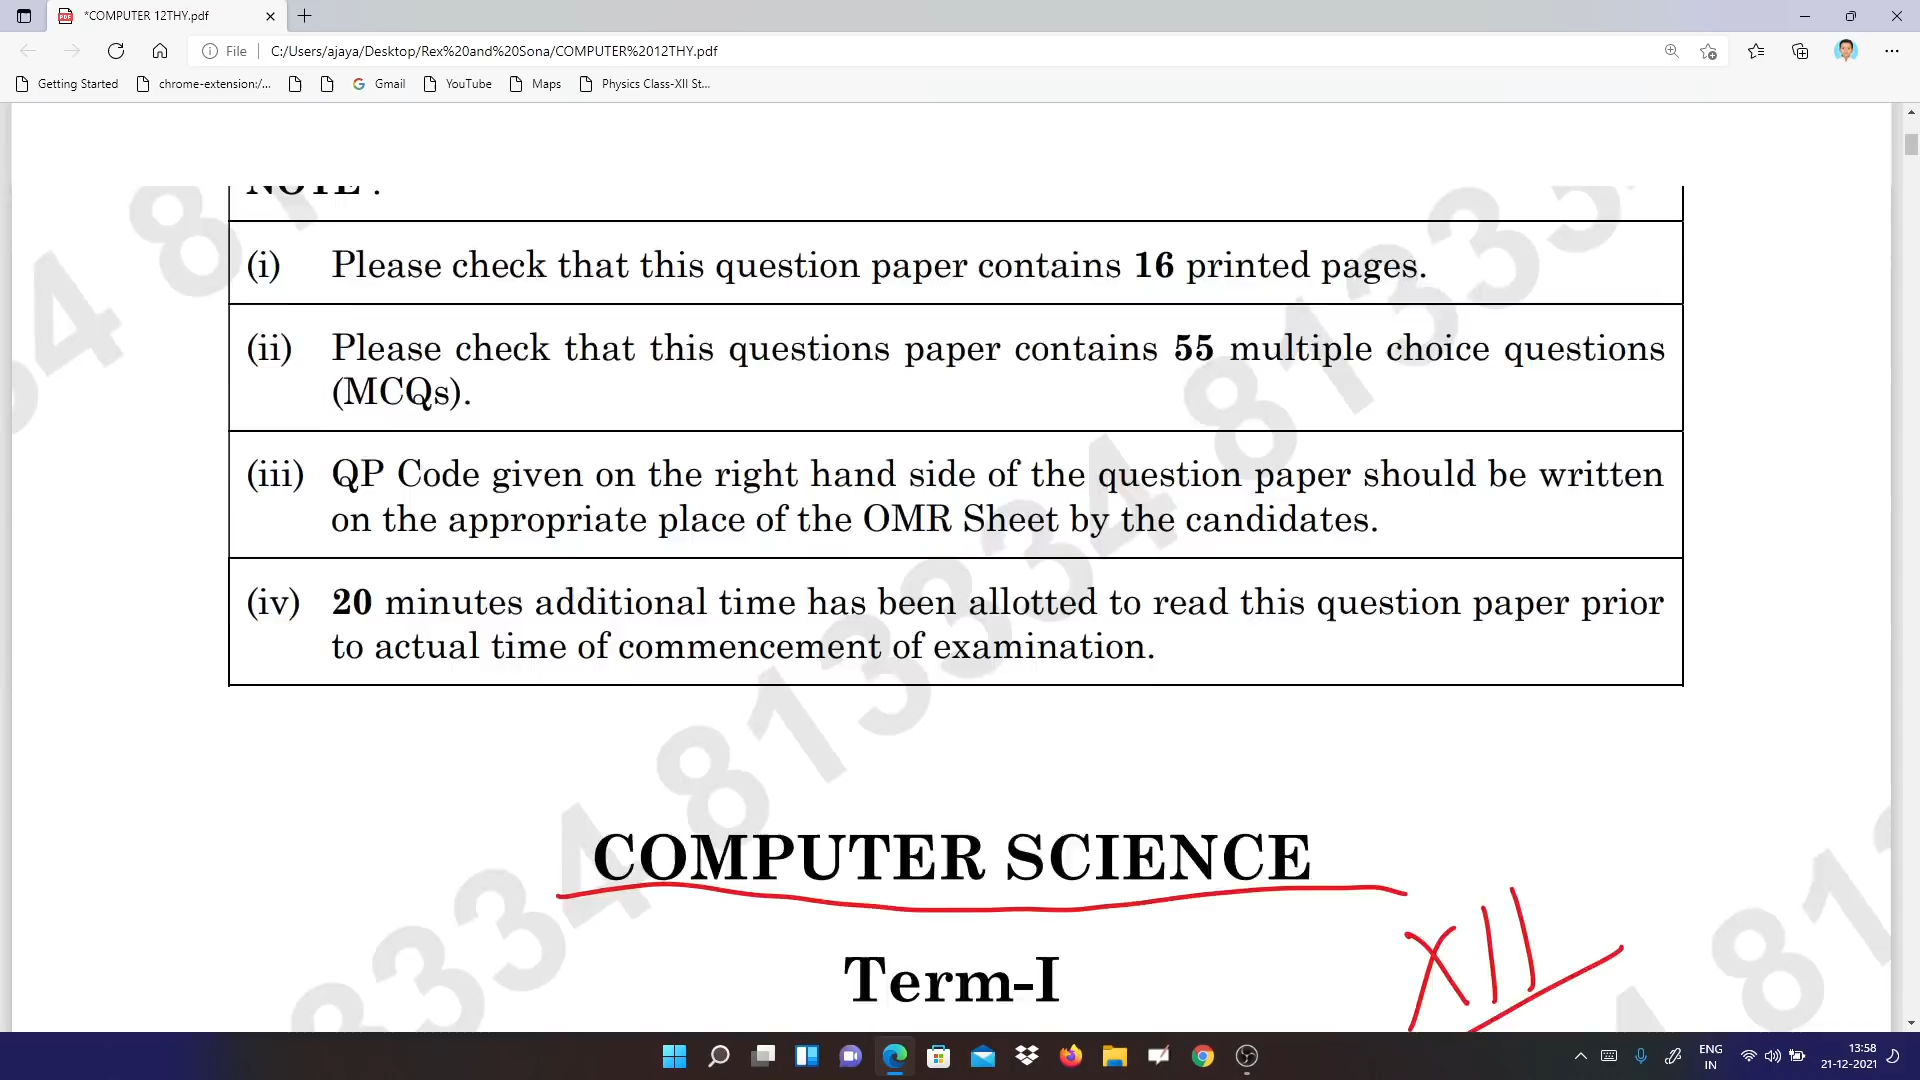 *COMPUTER 12THY.pdf
File C:/Users/ajaya/Desktop/Rex%20and%20Sona/COMPUTER%2012THY.pdf
Getting Started chrome-extension:/... Gmail YouTube Maps Physics Class-XII St...
NOTE :
(i) Please check that this question paper contains 16 printed pages.
(ii) Please check that this questions paper contains 55 multiple choice questions
(MCQs).
(iii) QP Code given on the right hand side of the question paper should be written
on the appropriate place of the OMR Sheet by the candidates.
(iv) 20 minutes additional time has been allotted to read this question paper prior
to actual time of commencement of examination.
COMPUTER SCIENCE
Term-I
XII
813334 813334 813334
ENG
IN
13:58
21-12-2021